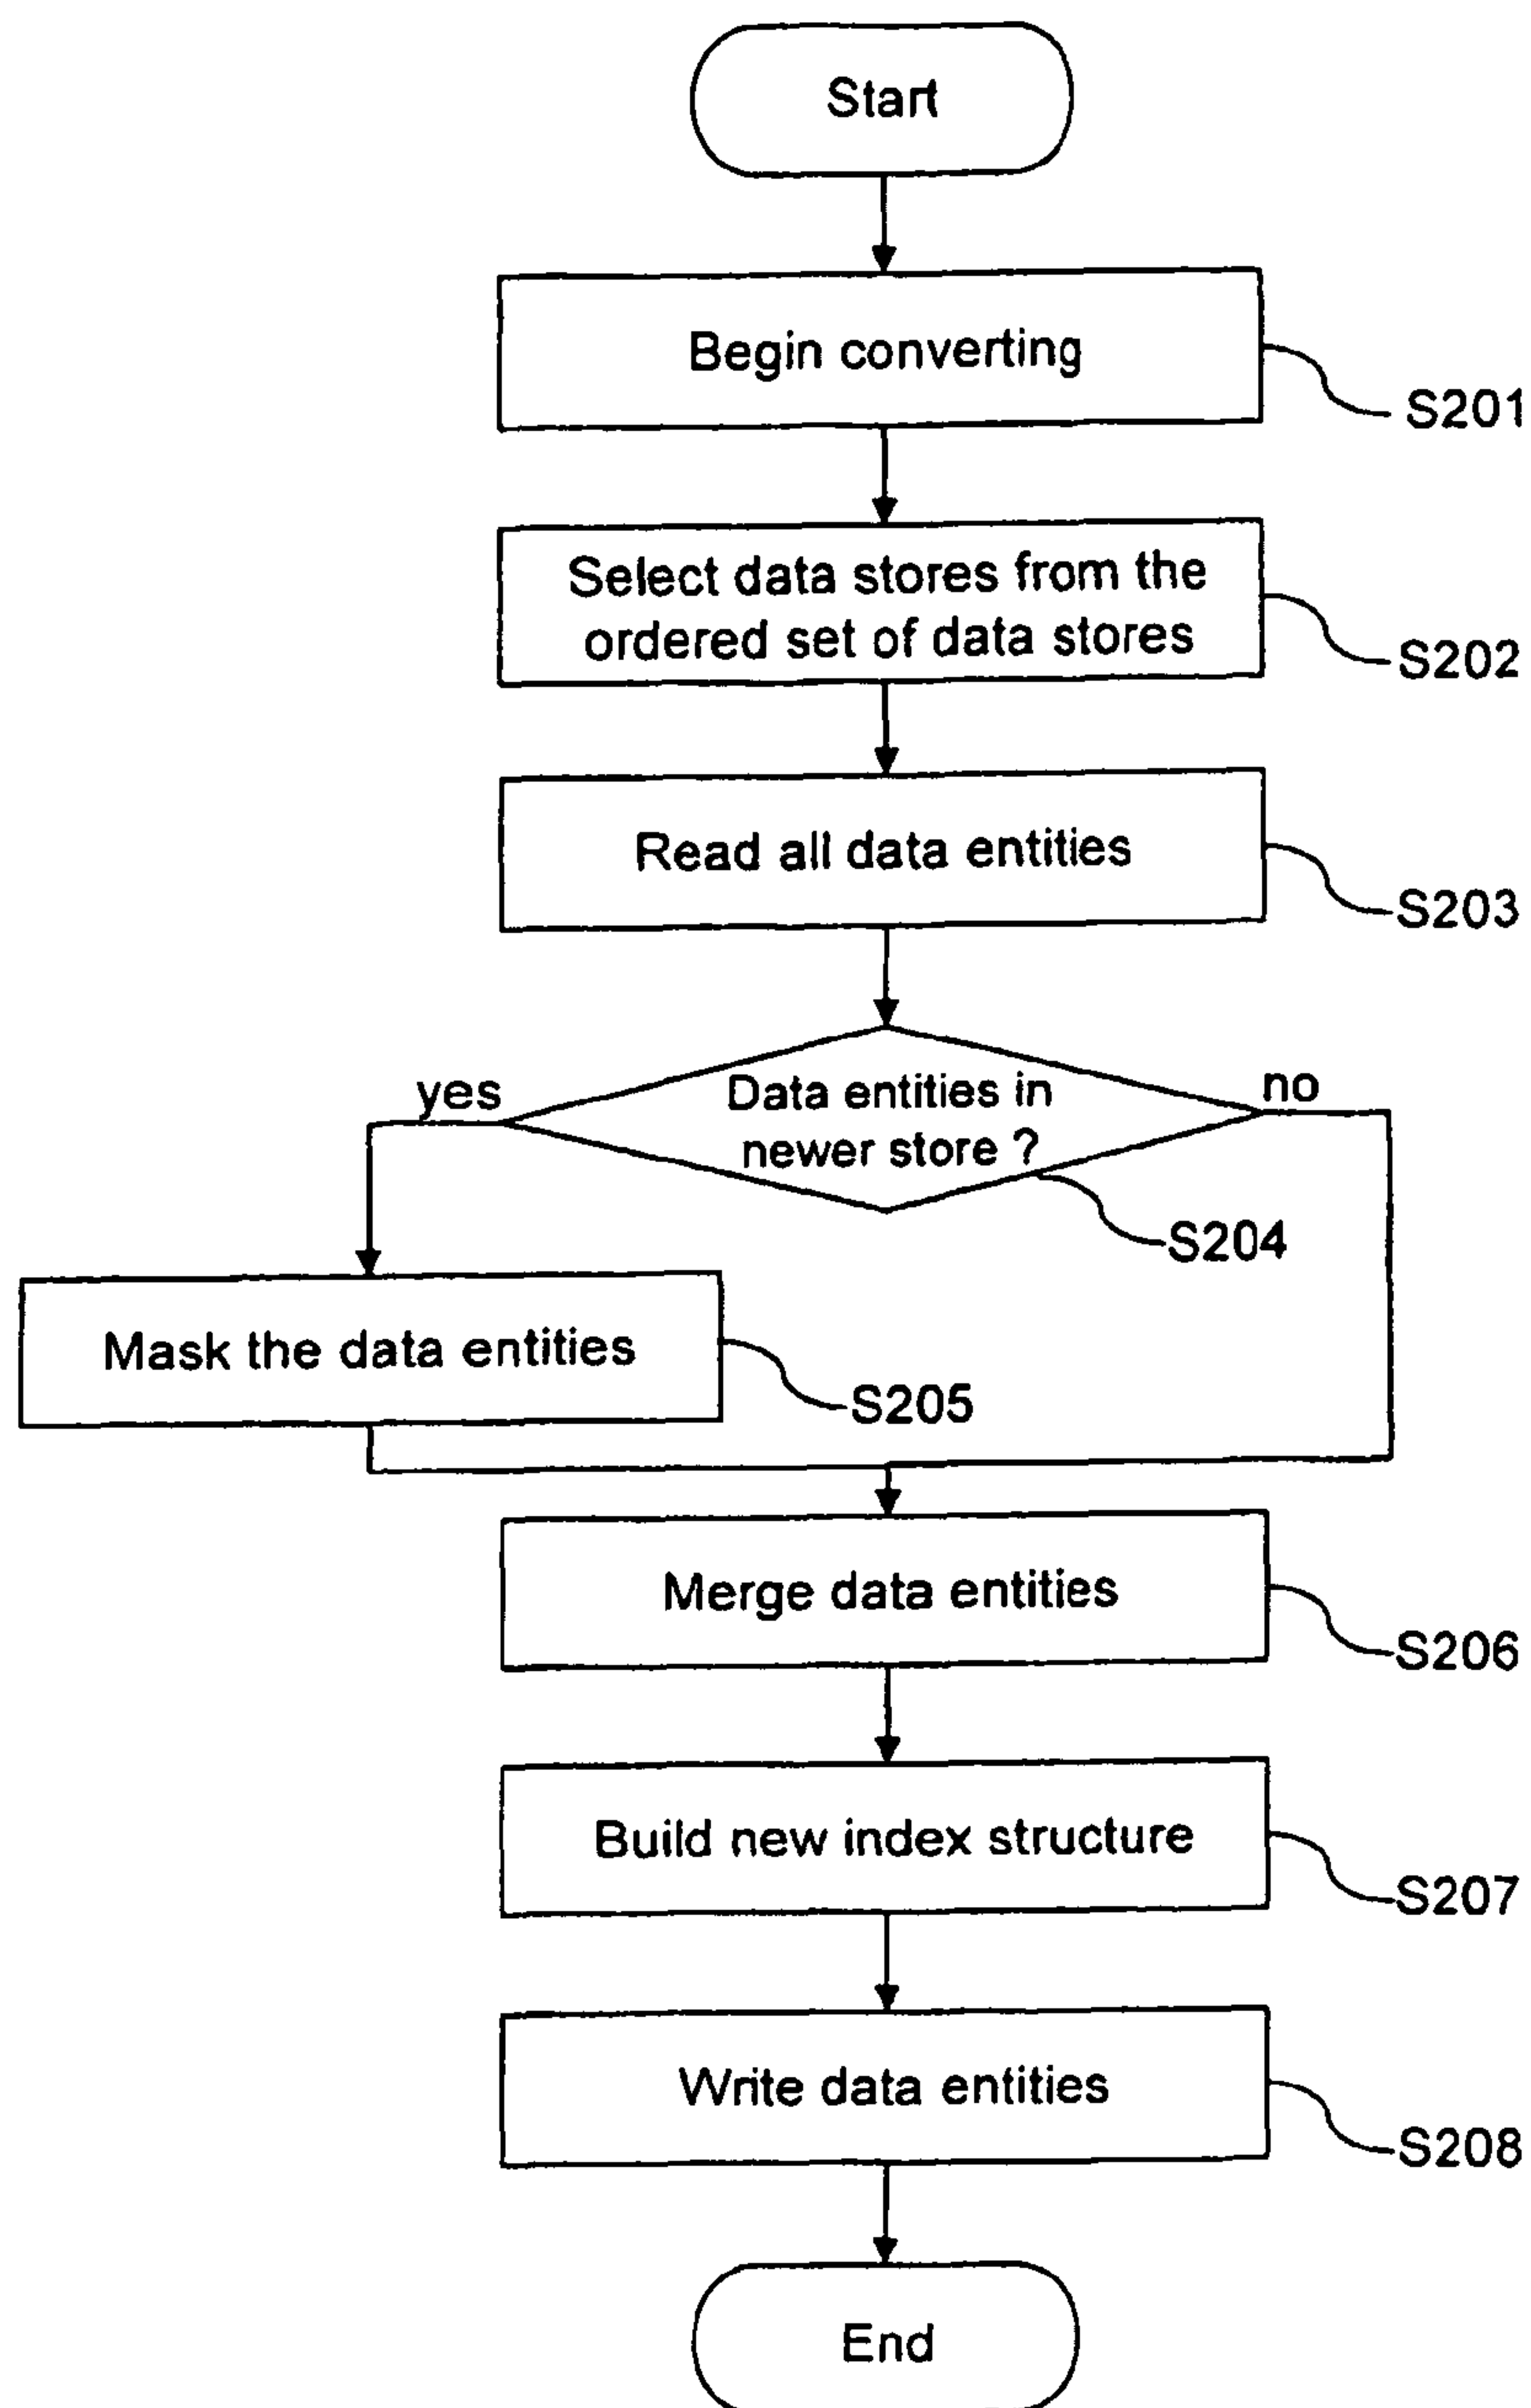 Start
Begin converting
S201
Select data stores from the
ordered set of data stores
S202
Read all data entities
S203
yes
Data entities in
newer store ?
no
S204
Mask the data entities
S205
Merge data entities
S206
Build new index structure
S207
Write data entities
S208
End